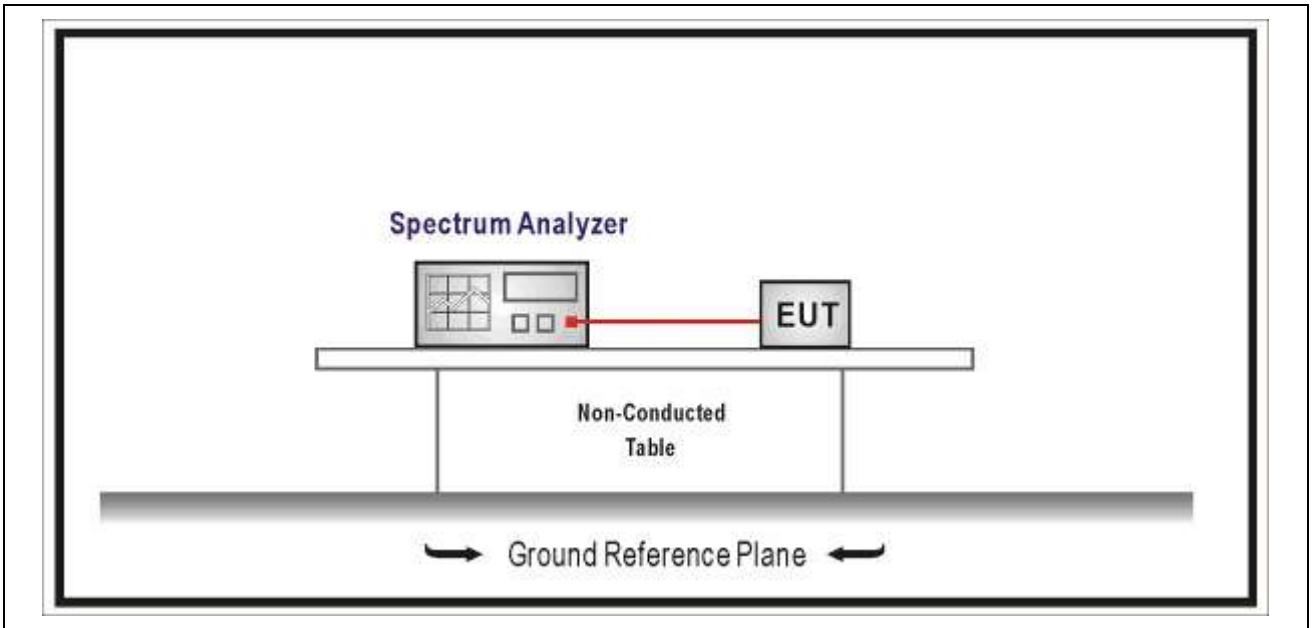 Spectrum Analyzer
EUT
Non-Conducted
Table
Ground Reference Plane